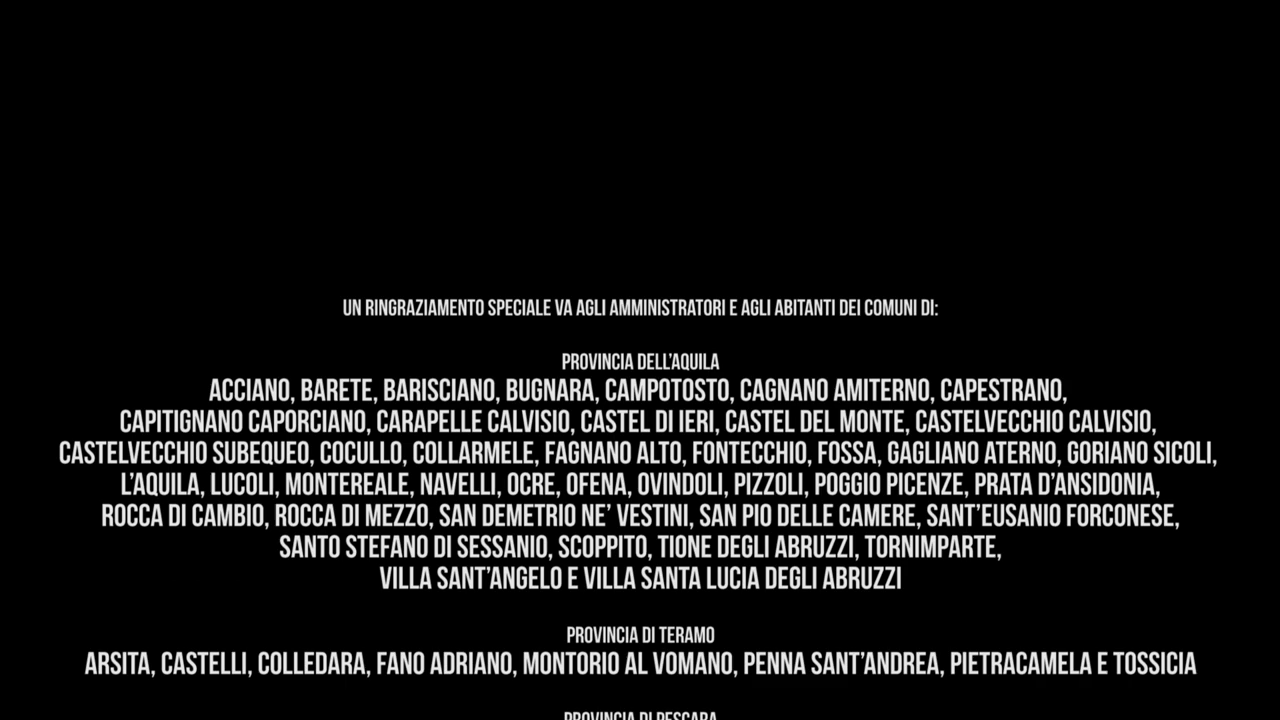 UN RINGRAZIAMENTO SPECIALE VA AGLI AMMINISTRATORI E AGLI ABITANTI DEI COMUNI DI:
PROVINCIA DELL'AQUILA
ACCIANO, BARETE, BARISCIANO, BUGNARA, CAMPOTOSTO, CAGNANO AMITERNO, CAPESTRANO,
CAPITIGNANO CAPORCIANO, CARAPELLE CALVISIO, CASTEL DI IERI, CASTEL DEL MONTE, CASTELVECCHIO CALVISIO,
CASTELVECCHIO SUBEQUEO, COCULLO, COLLARMELE, FAGNANO ALTO, FONTECCHIO, FOSSA, GAGLIANO ATERNO, GORIANO SICOLI,
L'AQUILA, LUCOLI, MONTEREALE, NAVELLI, OCRE, OFENA, OVINDOLI, PIZZOLI, POGGIO PICENZE, PRATA D'ANSIDONIA,
ROCCA DI CAMBIO, ROCCA DI MEZZO, SAN DEMETRIO NE' VESTINI, SAN PIO DELLE CAMERE, SANT'EUSANIO FORCONESE,
SANTO STEFANO DI SESSANIO, SCOPPITO, TIONE DEGLI ABRUZZI, TORNIMPARTE,
VILLA SANT'ANGELO E VILLA SANTA LUCIA DEGLI ABRUZZI
PROVINCIA DI TERAMO
ARSITA, CASTELLI, COLLEDARA, FANO ADRIANO, MONTORIO AL VOMANO, PENNA SANT'ANDREA, PIETRACAMELA E TOSSICIA
PROVINCIA DI PESCARA